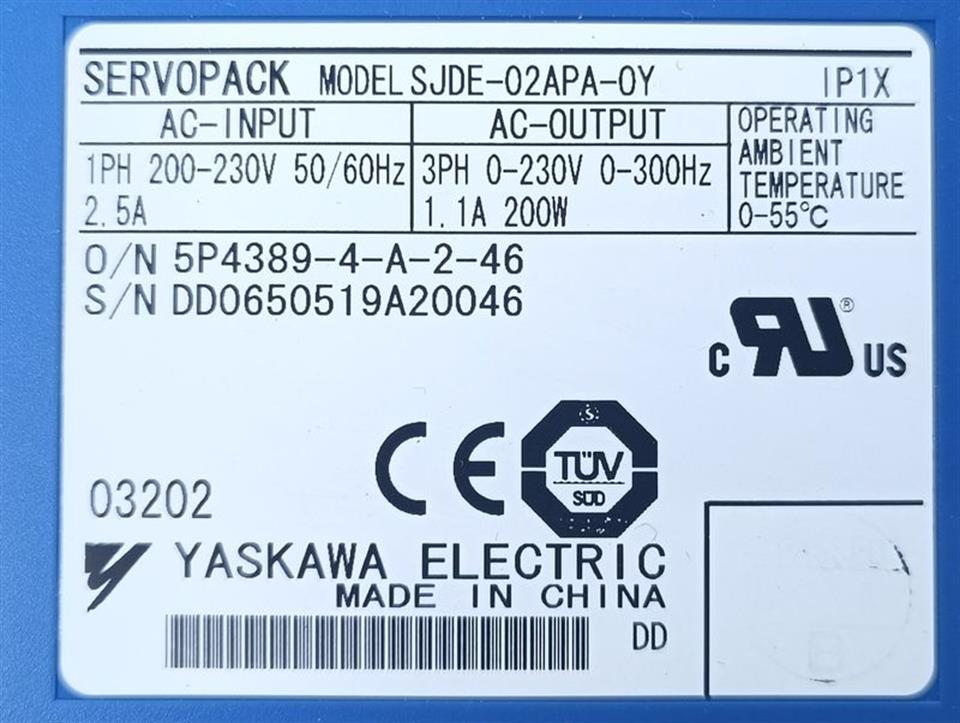 SERVOPACK MODEL SJDE-02APA-OY IP1X
AC-INPUT
1PH 200-230V 50/60Hz
2.5A
AC-OUTPUT
3PH 0-230V 0-300Hz
1.1A 200W
OPERATING
AMBIENT
TEMPERATURE
0-55°C
O/N 5P4389-4-A-2-46
S/N DD0650519A20046
C RU® US
CE
S
TÜV
SÜD
03202
YASKAWA ELECTRIC
MADE IN CHINA
DD